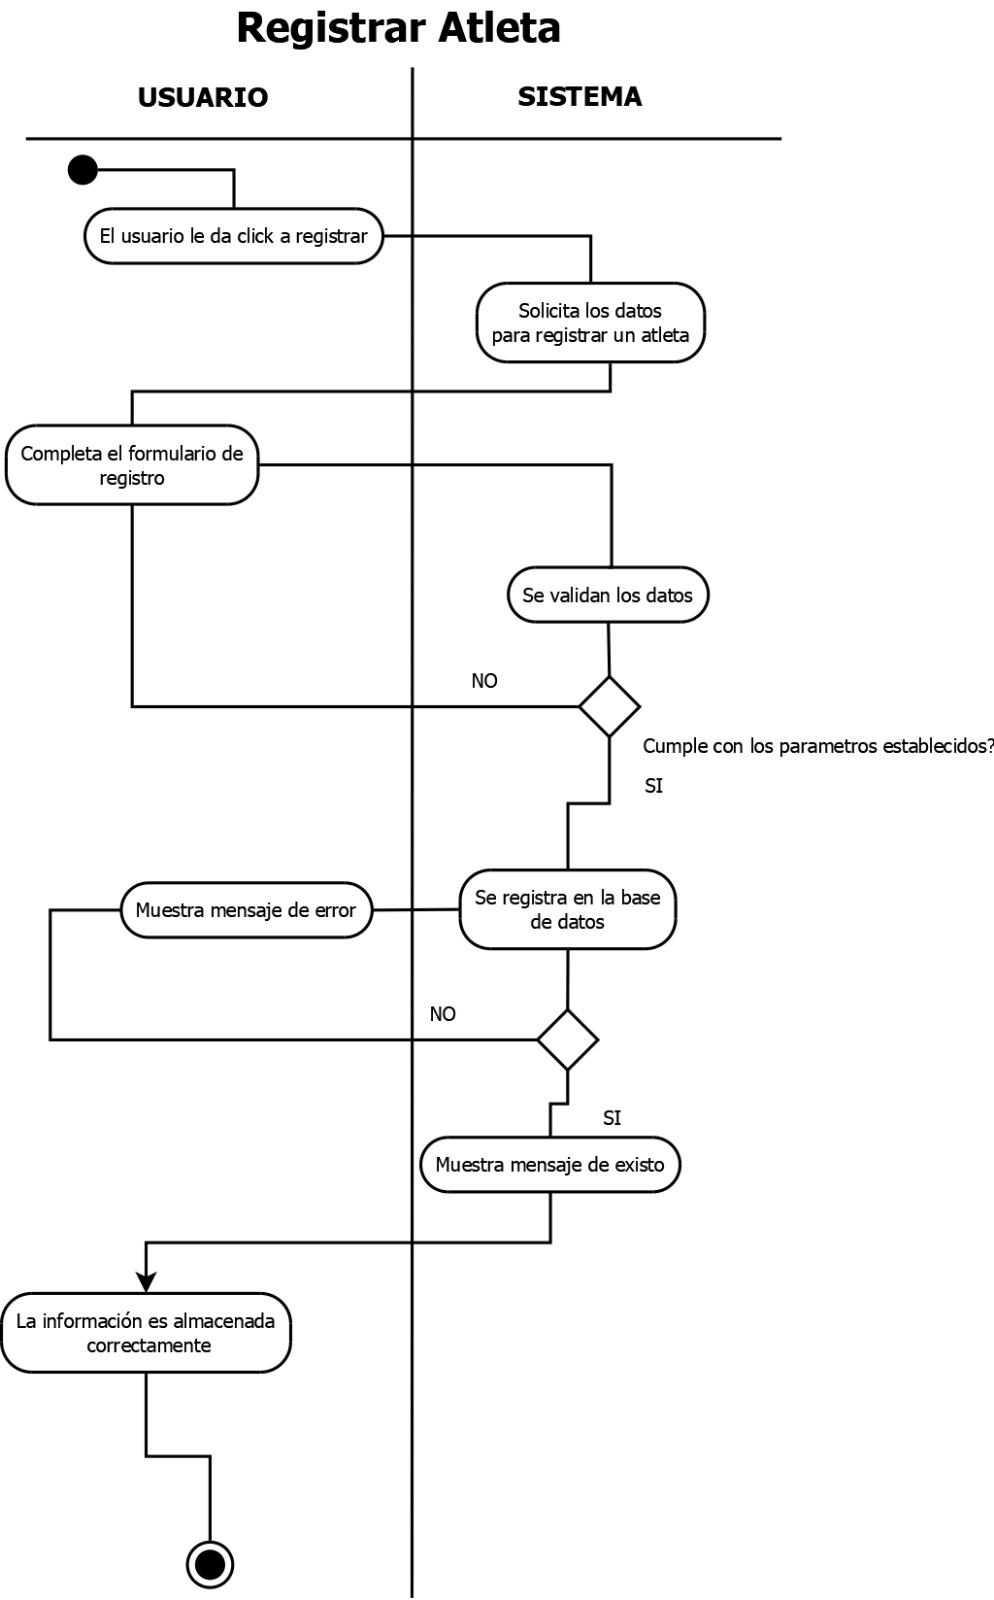 Registrar Atleta
USUARIO
SISTEMA
El usuario le da click a registrar
Solicita los datos
para registrar un atleta
Completa el formulario de
registro
Se validan los datos
NO
Cumple con los parametros establecidos?
SI
Se registra en la base
de datos
Muestra mensaje de error
NO
SI
Muestra mensaje de existo
La información es almacenada
correctamente